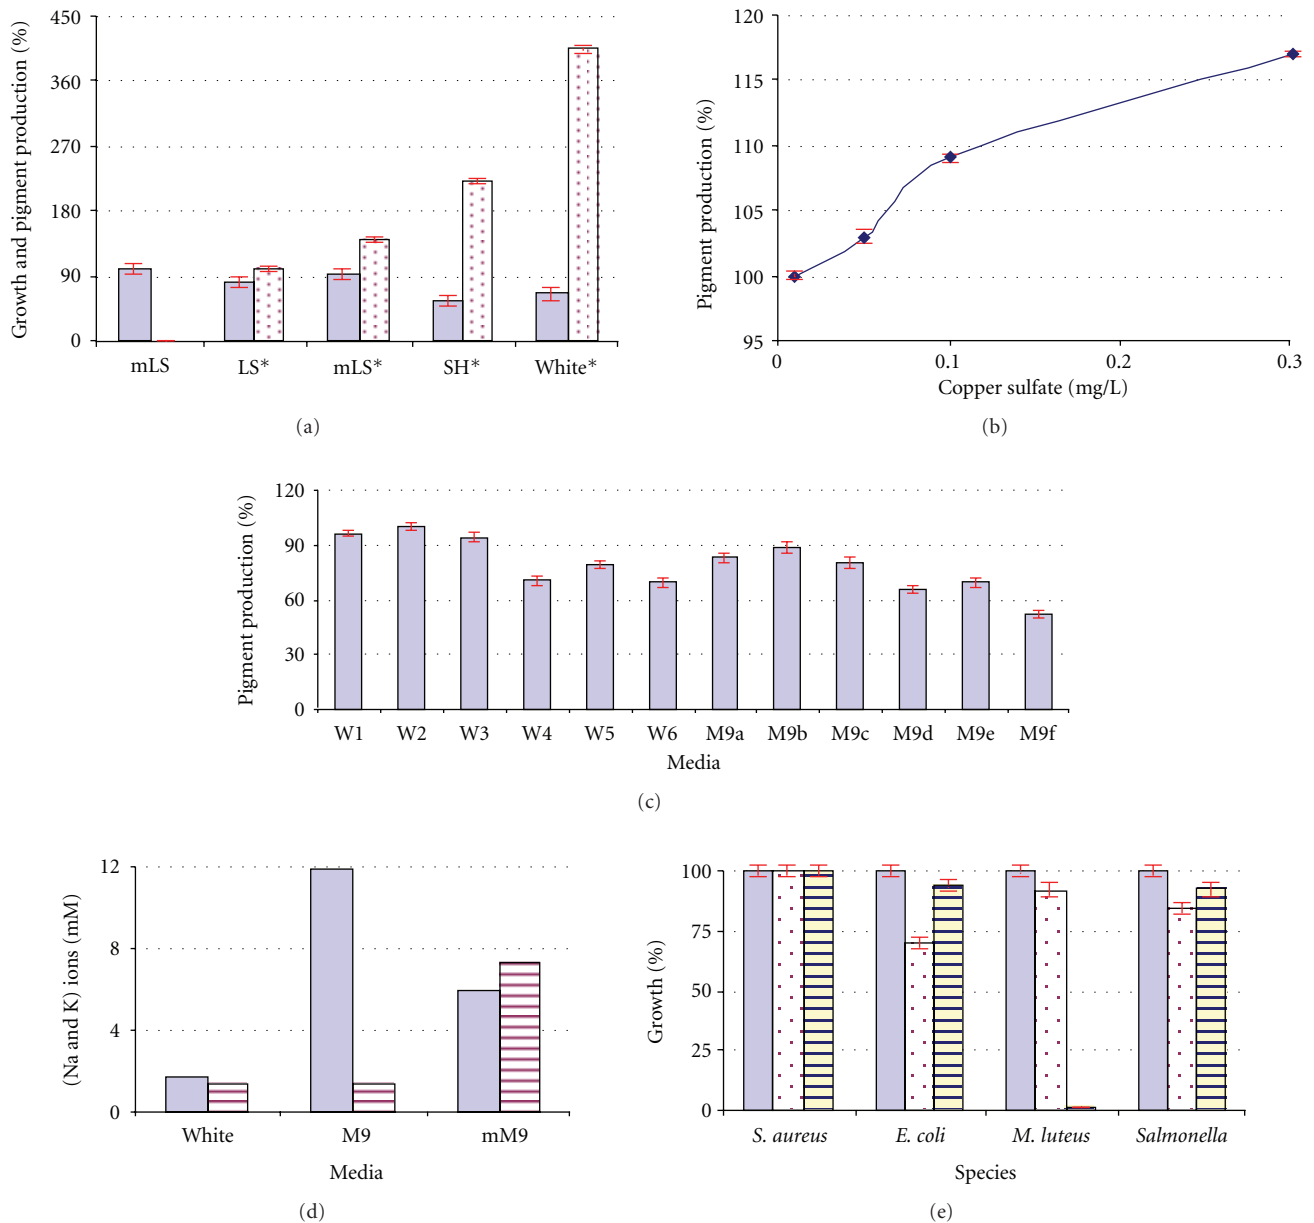 Growth and pigment production (%)
450
360
270
180
90
0
mLS LS* mLS* SH* White*
(a)
Pigment production (%)
120
115
110
105
100
95
0 0.1 0.2 0.3
Copper sulfate (mg/L)
(b)
Pigment production (%)
120
90
60
30
0
W1 W2 W3 W4 W5 W6 M9a M9b M9c M9d M9e M9f
Media
(c)
(Na and K) ions (mM)
12
8
4
0
White M9 mM9
Media
(d)
Growth (%)
100
75
50
25
0
S. aureus E. coli M. luteus Salmonella
Species
(e)